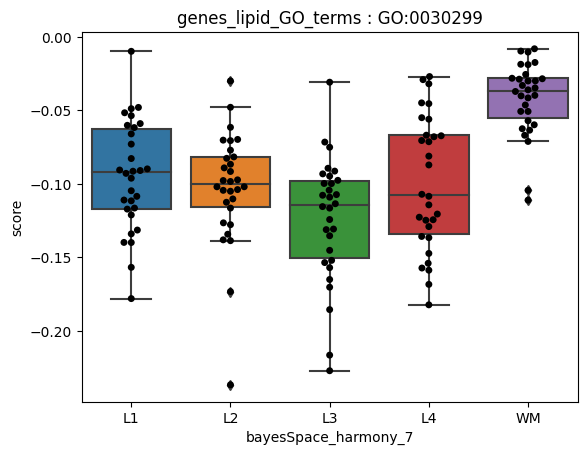 genes_lipid_GO_terms : GO:0030299
0.00
−0.05
−0.10
−0.15
−0.20
score
L1 L2 L3 L4 WM
bayesSpace_harmony_7